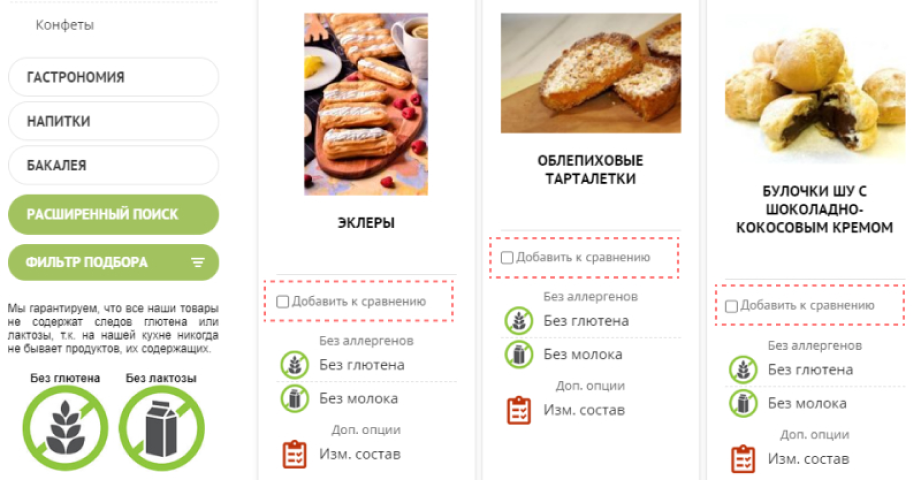 Конфеты
ГАСТРОНОМИЯ
НАПИТКИ
БАКАЛЕЯ
РАСШИРЕННЫЙ ПОИСК
ФИЛЬТР ПОДБОРА
Мы гарантируем, что все наши товары
не содержат следов глютена или
лактозы, т.к. на нашей кухне никогда
не бывает продуктов, их содержащих.
Без глютена
Без лактозы
ЭКЛЕРЫ
Добавить к сравнению
Без аллергенов
Без глютена
Без молока
Доп. опции
Изм. состав
ОБЛЕПИХОВЫЕ
ТАРТАЛЕТКИ
Добавить к сравнению
Без аллергенов
Без глютена
Без молока
Доп. опции
Изм. состав
БУЛОЧКИ ШУ С
ШОКОЛАДНО-
КОКОСОВЫМ КРЕМОМ
Добавить к сравнению
Без аллергенов
Без глютена
Без молока
Доп. опции
Изм. состав